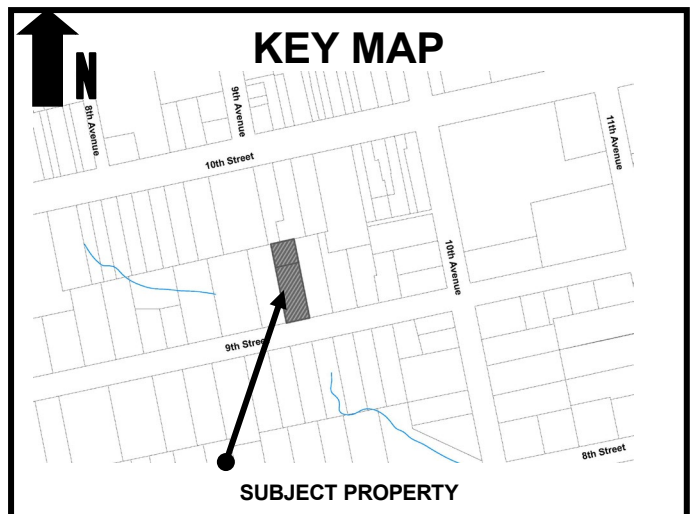 KEY MAP
N
8th Avenue
9th Avenue
10th Street
11th Avenue
10th Avenue
9th Street
8th Street
SUBJECT PROPERTY